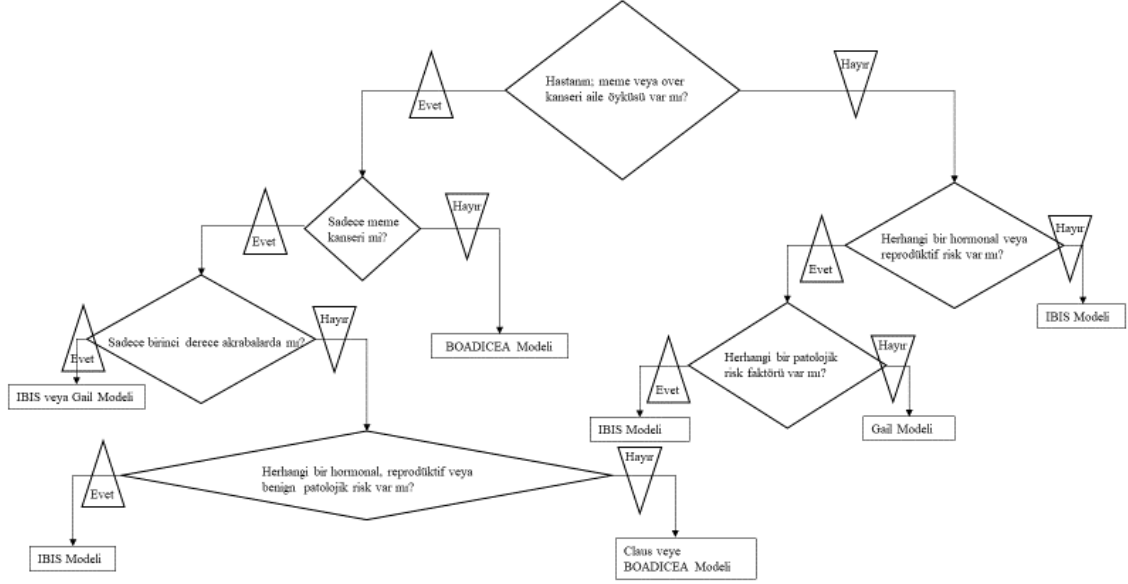 Hastanın; meme veya over
kanseri aile öyküsü var mı?
Evet
Hayır
Sadece meme
kanseri mi?
Evet
Hayır
Herhangi bir hormonal veya
reprodüktif risk var mı?
Evet
Hayır
Sadece birinci derece akrabalarda mı?
Evet
Hayır
BOADICEA Modeli
IBIS Modeli
Herhangi bir patolojik
risk faktörü var mı?
Evet
Hayır
IBIS veya Gail Modeli
IBIS Modeli
Gail Modeli
Herhangi bir hormonal, reprodüktif veya
benign patolojik risk var mı?
Evet
Hayır
IBIS Modeli
Claus veye
BOADICEA Modeli